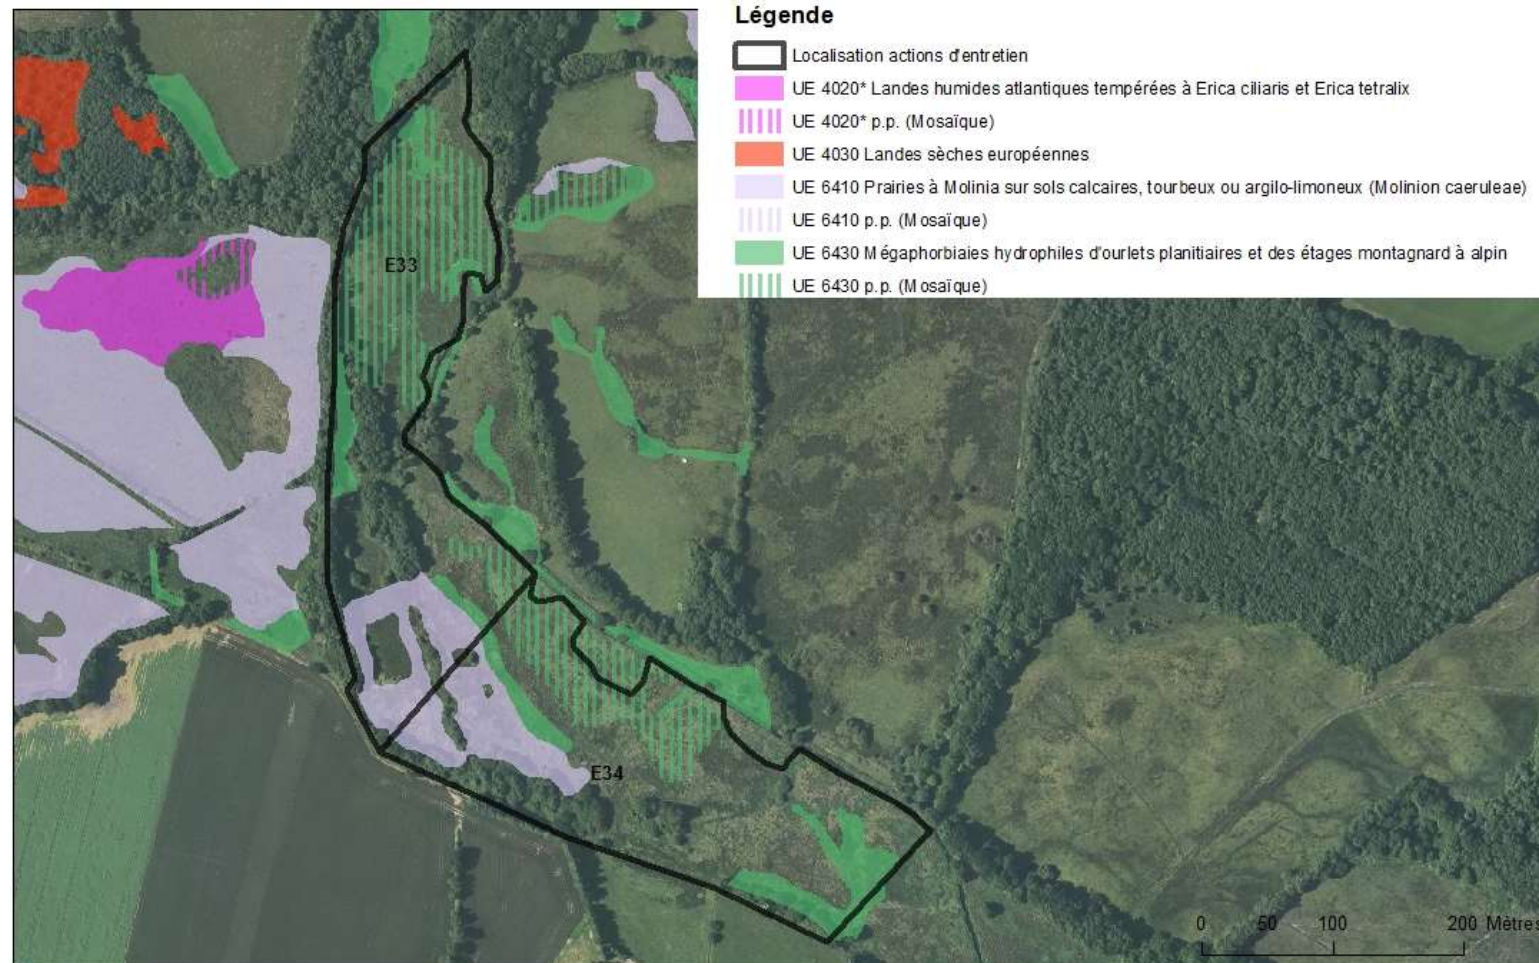 Légende
Localisation actions d'entretien
UE 4020* Landes humides atlantiques tempérées à Erica ciliaris et Erica tetralix
UE 4020* p.p. (Mosaïque)
UE 4030 Landes sèches européennes
UE 6410 Prairies à Molinia sur sols calcaires, tourbeux ou argilo-limoneux (Molinion caeruleae)
UE 6410 p.p. (Mosaïque)
UE 6430 Mégaphorbiaies hydrophiles d'ourlets planitiaires et des étages montagnard à alpin
UE 6430 p.p. (Mosaïque)
E33
E34
0 50 100 200 Mètres